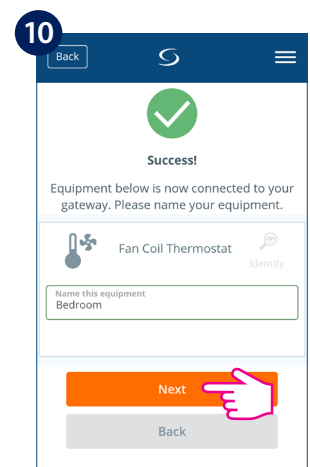 10
Back
Success!
Equipment below is now connected to your
gateway. Please name your equipment.
Fan Coil Thermostat
Identify
Name this equipment
Bedroom
Next
Back